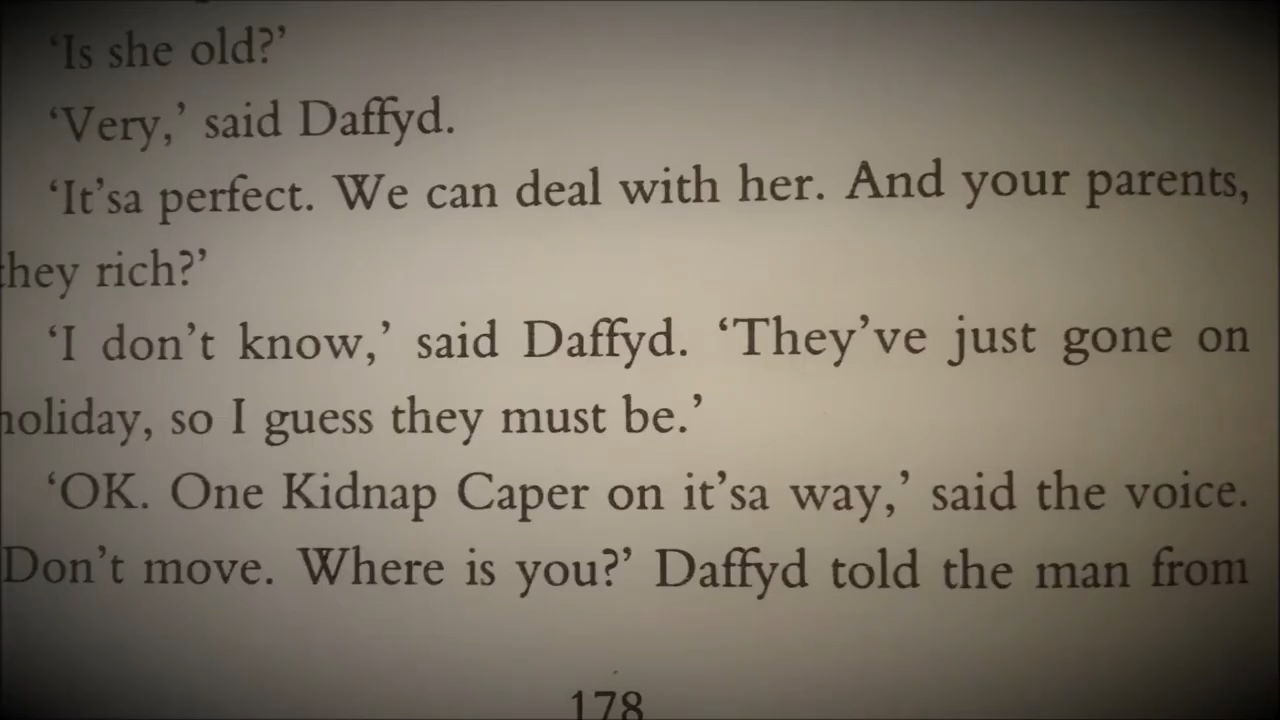 ‘Is she old?’
‘Very,’ said Daffyd.
‘It’sa perfect. We can deal with her. And your parents,
they rich?’
‘I don’t know,’ said Daffyd. ‘They’ve just gone on
holiday, so I guess they must be.’
‘OK. One Kidnap Caper on it’sa way,’ said the voice.
Don’t move. Where is you?’ Daffyd told the man from
178